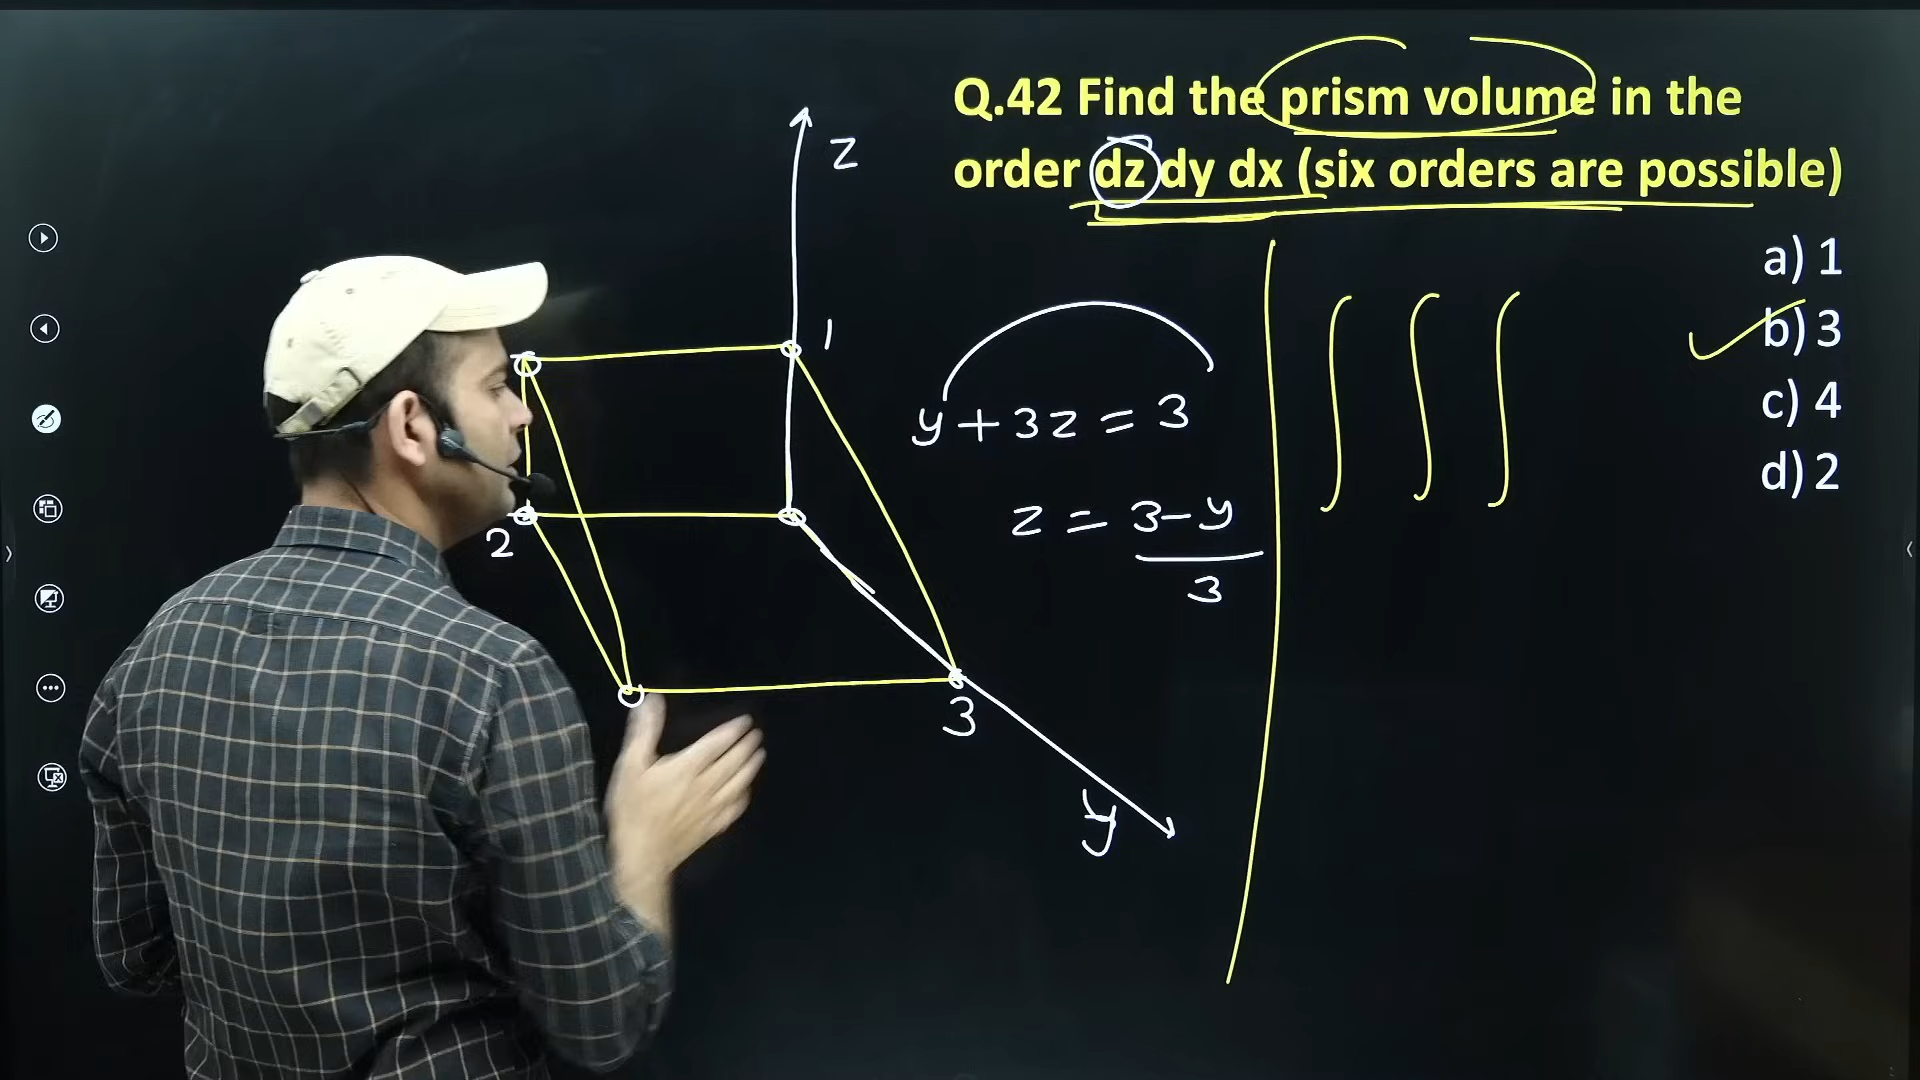 Q.42 Find the prism volume in the
order dz dy dx (six orders are possible)
a) 1
b) 3
c) 4
d) 2
z
1
2
3
y
y + 3z = 3
z = 3 - y
3
∫ ∫ ∫